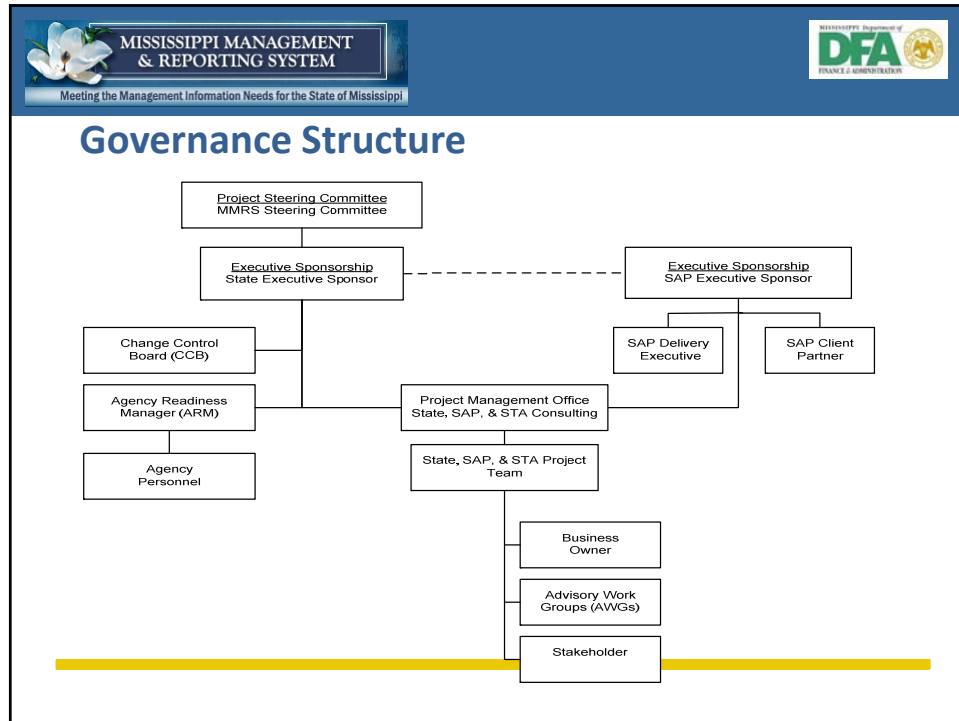 MISSISSIPPI MANAGEMENT
& REPORTING SYSTEM
Meeting the Management Information Needs for the State of Mississippi
MISSISSIPPI Department of
DFA
FINANCE & ADMINISTRATION
Governance Structure
Project Steering Committee
MMRS Steering Committee
Executive Sponsorship
State Executive Sponsor
Executive Sponsorship
SAP Executive Sponsor
Change Control
Board (CCB)
SAP Delivery
Executive
SAP Client
Partner
Agency Readiness
Manager (ARM)
Project Management Office
State, SAP, & STA Consulting
Agency
Personnel
State, SAP, & STA Project
Team
Business
Owner
Advisory Work
Groups (AWGs)
Stakeholder